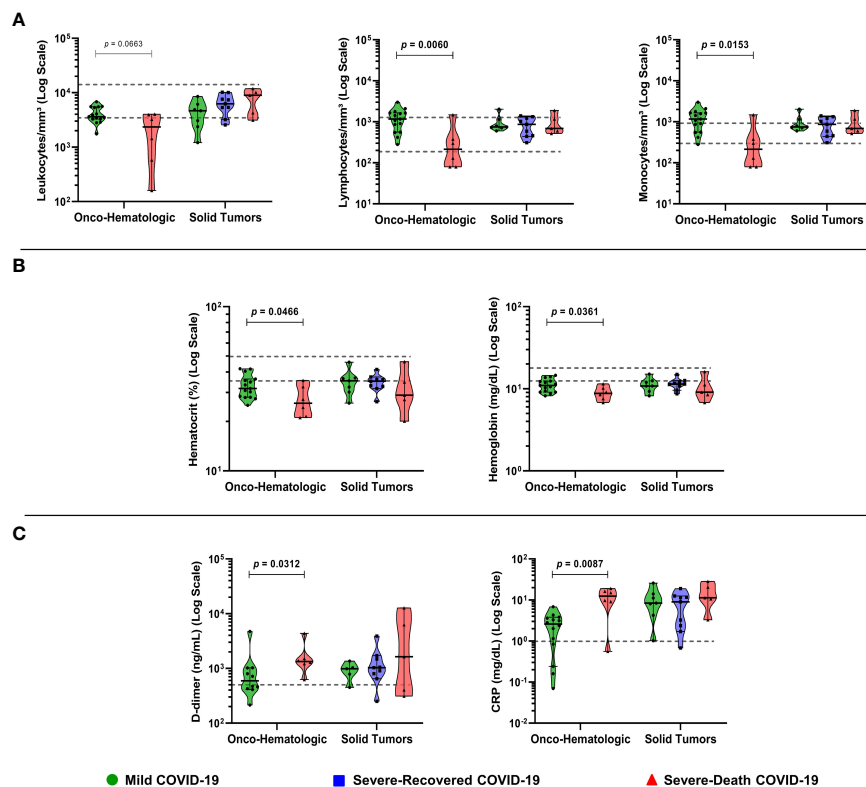 A
Leukocytes/mm³ (Log Scale)
10⁵
10⁴
10³
10²
p = 0.0663
Onco-Hematologic
Solid Tumors
Lymphocytes/mm³ (Log Scale)
10⁵
10⁴
10³
10²
10¹
p = 0.0060
Onco-Hematologic
Solid Tumors
Monocytes/mm³ (Log Scale)
10⁵
10⁴
10³
10²
10¹
p = 0.0153
Onco-Hematologic
Solid Tumors
B
Hematocrit (%) (Log Scale)
10²
10¹
p = 0.0466
Onco-Hematologic
Solid Tumors
Hemoglobin (mg/dL) (Log Scale)
10²
10¹
10⁰
p = 0.0361
Onco-Hematologic
Solid Tumors
C
D-dimer (ng/mL) (Log Scale)
10⁵
10⁴
10³
10²
p = 0.0312
Onco-Hematologic
Solid Tumors
CRP (mg/dL) (Log Scale)
10²
10¹
10⁰
10⁻¹
10⁻²
p = 0.0087
Onco-Hematologic
Solid Tumors
Mild COVID-19
Severe-Recovered COVID-19
Severe-Death COVID-19